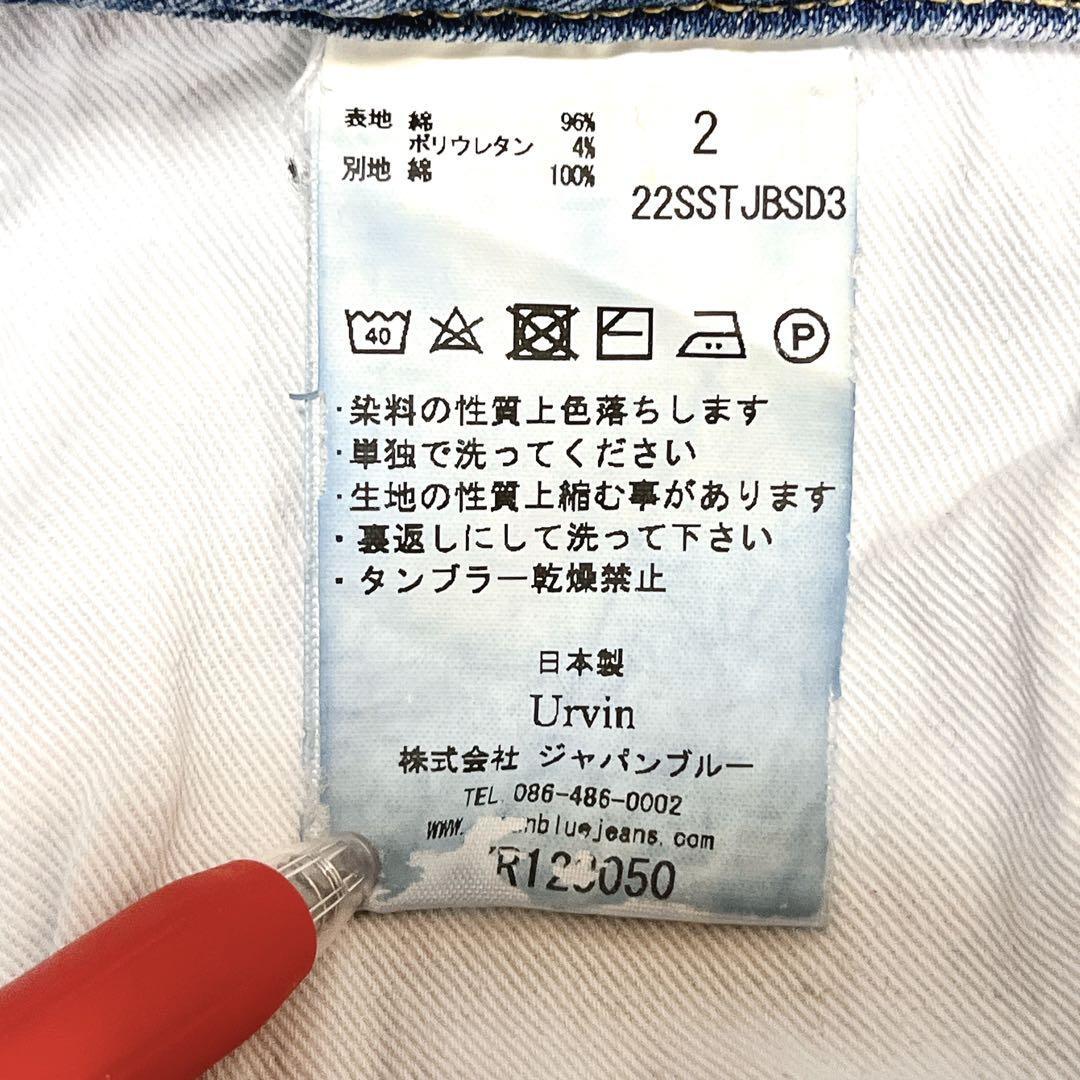 表地 綿 96%
ポリウレタン 4%
別地 綿 100%
2
22SSTJBSD3
40
P
・染料の性質上色落ちします
・単独で洗ってください
・生地の性質上縮む事があります
・裏返しにして洗って下さい
・タンブラー乾燥禁止
日本製
Urvin
株式会社 ジャパンブルー
TEL 086-486-0002